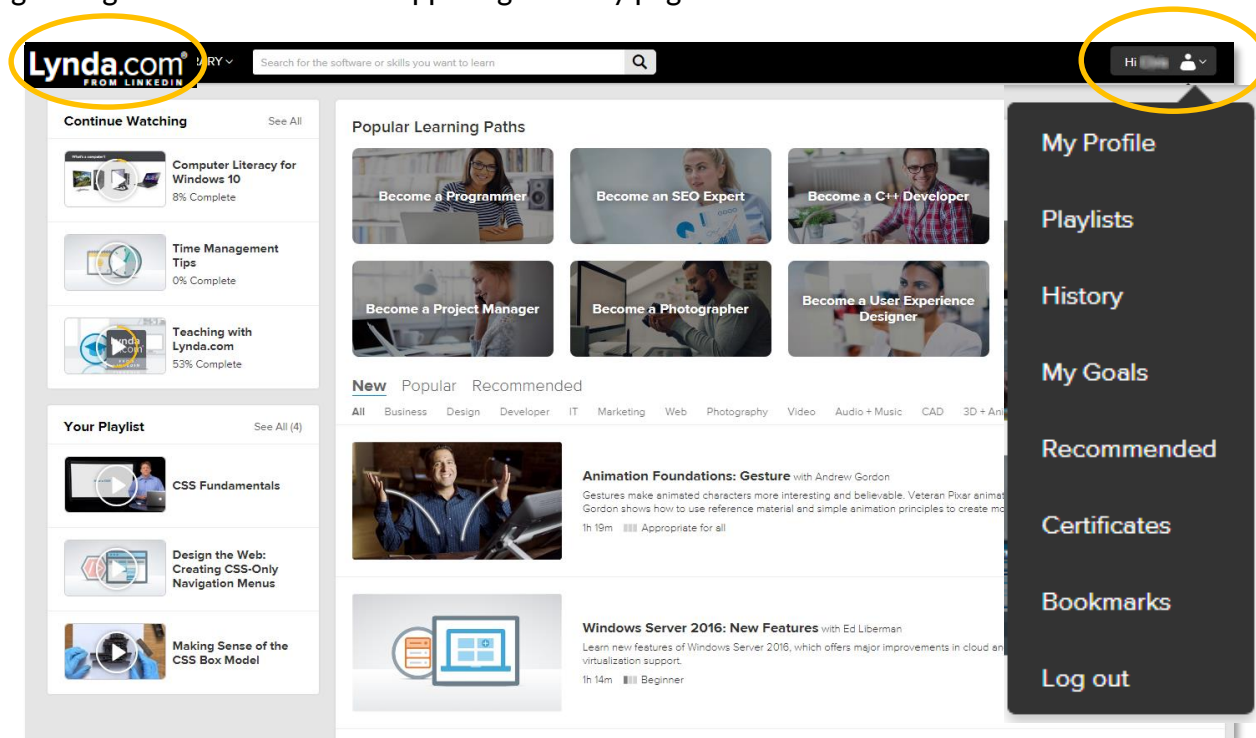 Lynda.com®
FROM LINKEDIN
RARY
Search for the software or skills you want to learn
Hi
Continue Watching
See All
Computer Literacy for
Windows 10
8% Complete
Time Management
Tips
0% Complete
Teaching with
Lynda.com
53% Complete
Your Playlist
See All (4)
CSS Fundamentals
Design the Web:
Creating CSS-Only
Navigation Menus
Making Sense of the
CSS Box Model
Popular Learning Paths
Become a Programmer
Become an SEO Expert
Become a C++ Developer
Become a Project Manager
Become a Photographer
Become a User Experience
Designer
New Popular Recommended
All Business Design Developer IT Marketing Web Photography Video Audio + Music CAD 3D + Ani
Animation Foundations: Gesture with Andrew Gordon
Gestures make animated characters more interesting and believable. Veteran Pixar animat
Gordon shows how to use reference material and simple animation principles to create mo
1h 19m Appropriate for all
Windows Server 2016: New Features with Ed Liberman
Learn new features of Windows Server 2016, which offers major improvements in cloud an
virtualization support.
1h 14m Beginner
My Profile
Playlists
History
My Goals
Recommended
Certificates
Bookmarks
Log out